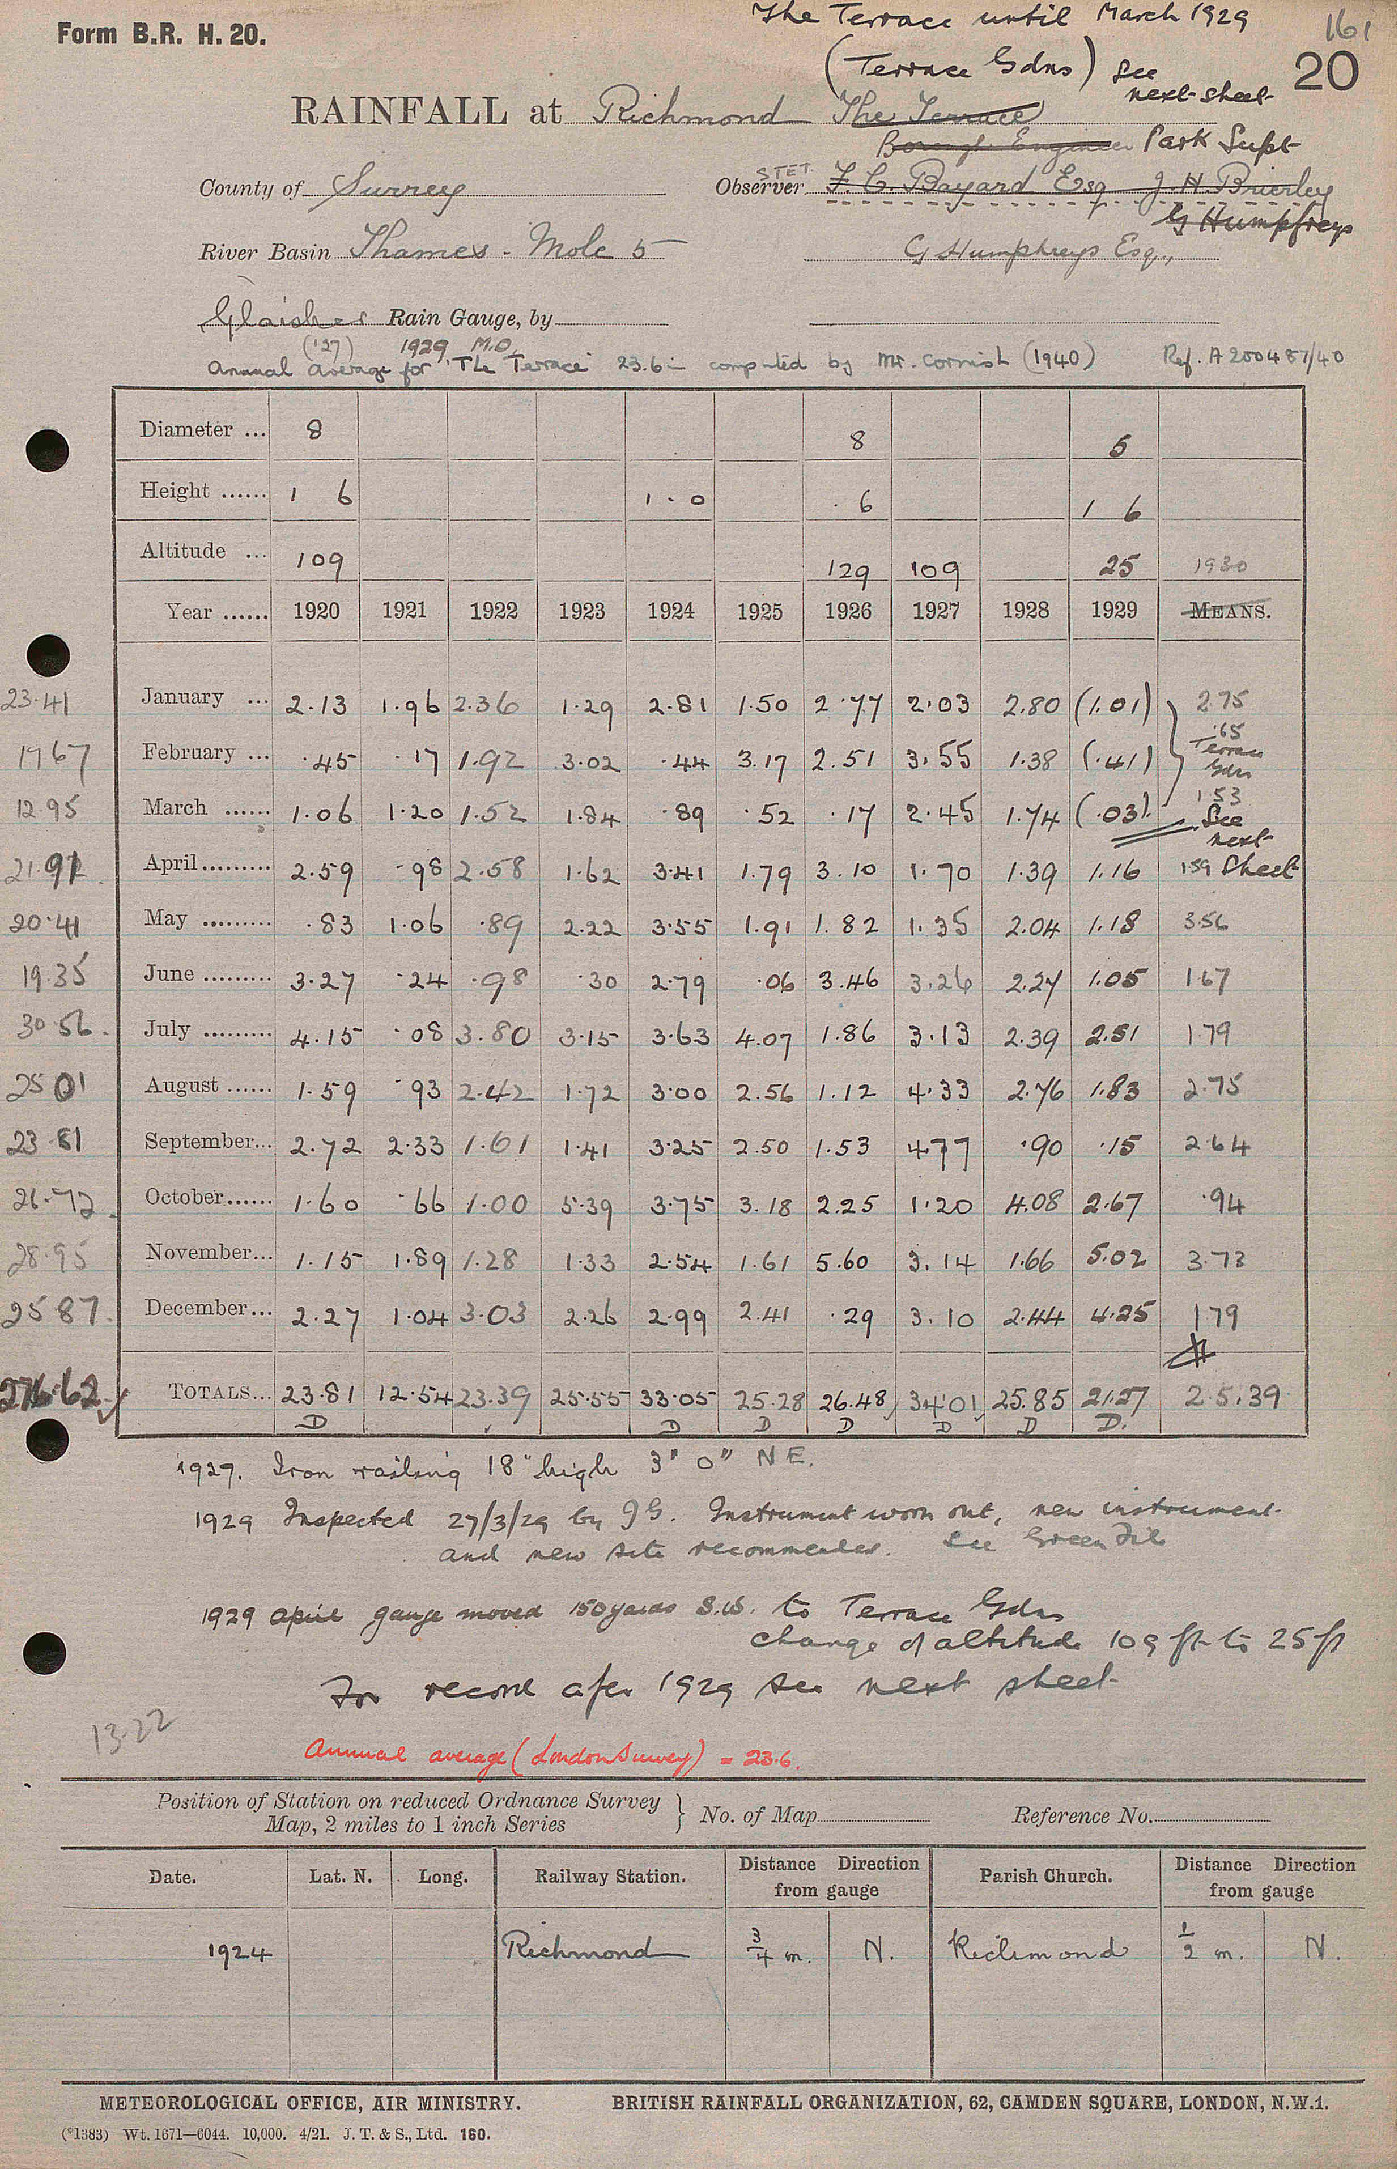 Form B.R. H. 20.
The Terrace until March 1929
161
(Terrace Gdns) See next sheet
20
RAINFALL at Richmond The Terrace
Borough Engineer Park Supt
County of Surrey
STET
Observer F. C. Bayard Esq J. H. Brierley
G Humpfreys
River Basin Thames - Mole 5
G Humphreys Esq.,
Glaisher Rain Gauge, by
('27) 1929 M.O.
Annual average for "The Terrace" 23.6 in computed by Mr. Cornish (1940) Ref. A 200487/40
Diameter ... 8 8 5
Height ...... 1 6 1 - 0 . 6 1 6
Altitude ... 109 129 109 25 1930
Year ...... 1920 1921 1922 1923 1924 1925 1926 1927 1928 1929 MEANS.
23.41 January ... 2.13 1.96 2.36 1.29 2.81 1.50 2.77 2.03 2.80 (1.01) 2.75
17 67 February ... .45 .17 1.92 3.02 .44 3.17 2.51 3.55 1.38 (.41) .65
Terrace Gdns
12 95 March ...... 1.06 1.20 1.52 1.84 .89 .52 .17 2.45 1.74 (.03) 1.53
See next Sheet
21.91 April......... 2.59 .98 2.58 1.62 3.41 1.79 3.10 1.70 1.39 1.16 1.59
20.41 May ......... .83 1.06 .89 2.22 3.55 1.91 1.82 1.35 2.04 1.18 3.56
19.35 June ......... 3.27 .24 .98 .30 2.79 .06 3.46 3.26 2.24 1.05 1.67
30.56 July ......... 4.15 .08 3.80 3.15 3.63 4.07 1.86 3.13 2.39 2.51 1.79
25 01 August ...... 1.59 .93 2.42 1.72 3.00 2.56 1.12 4.33 2.76 1.83 2.75
23 81 September... 2.72 2.33 1.61 1.41 3.25 2.50 1.53 4.77 .90 .15 2.64
26.72 October...... 1.60 .66 1.00 5.39 3.75 3.18 2.25 1.20 4.08 2.67 .94
28.95 November... 1.15 1.89 1.28 1.33 2.54 1.61 5.60 3.14 1.66 5.02 3.73
25 87 December... 2.27 1.04 3.03 2.26 2.99 2.41 .29 3.10 2.44 4.25 1.79
276.62 TOTALS... 23.81 12.54 23.39 25.55 33.05 25.28 26.48 34.01 25.85 21.27 25.39
D D D D D D D.
1927. Iron railing 18" high 3" 0" N E.
1929 Inspected 27/3/29 by J G. Instrument worn out, new instrument
and new site recommended. See Green File
1929 April gauge moved 150 yards S.W. to Terrace Gdns
change of altitude 109 ft to 25 ft
For record after 1929 see next sheet
13.22
Annual average (London Survey) = 23.6.
Position of Station on reduced Ordnance Survey Map, 2 miles to 1 inch Series } No. of Map Reference No.
Date. Lat. N. Long. Railway Station. Distance Direction from gauge Parish Church. Distance Direction from gauge
1924 Richmond 3/4 m. N. Richmond 1/2 m. N.
METEOROLOGICAL OFFICE, AIR MINISTRY. BRITISH RAINFALL ORGANIZATION, 62, CAMDEN SQUARE, LONDON, N.W.1.
(*1383) Wt. 1671—6044. 10,000. 4/21. J. T. & S., Ltd. 160.